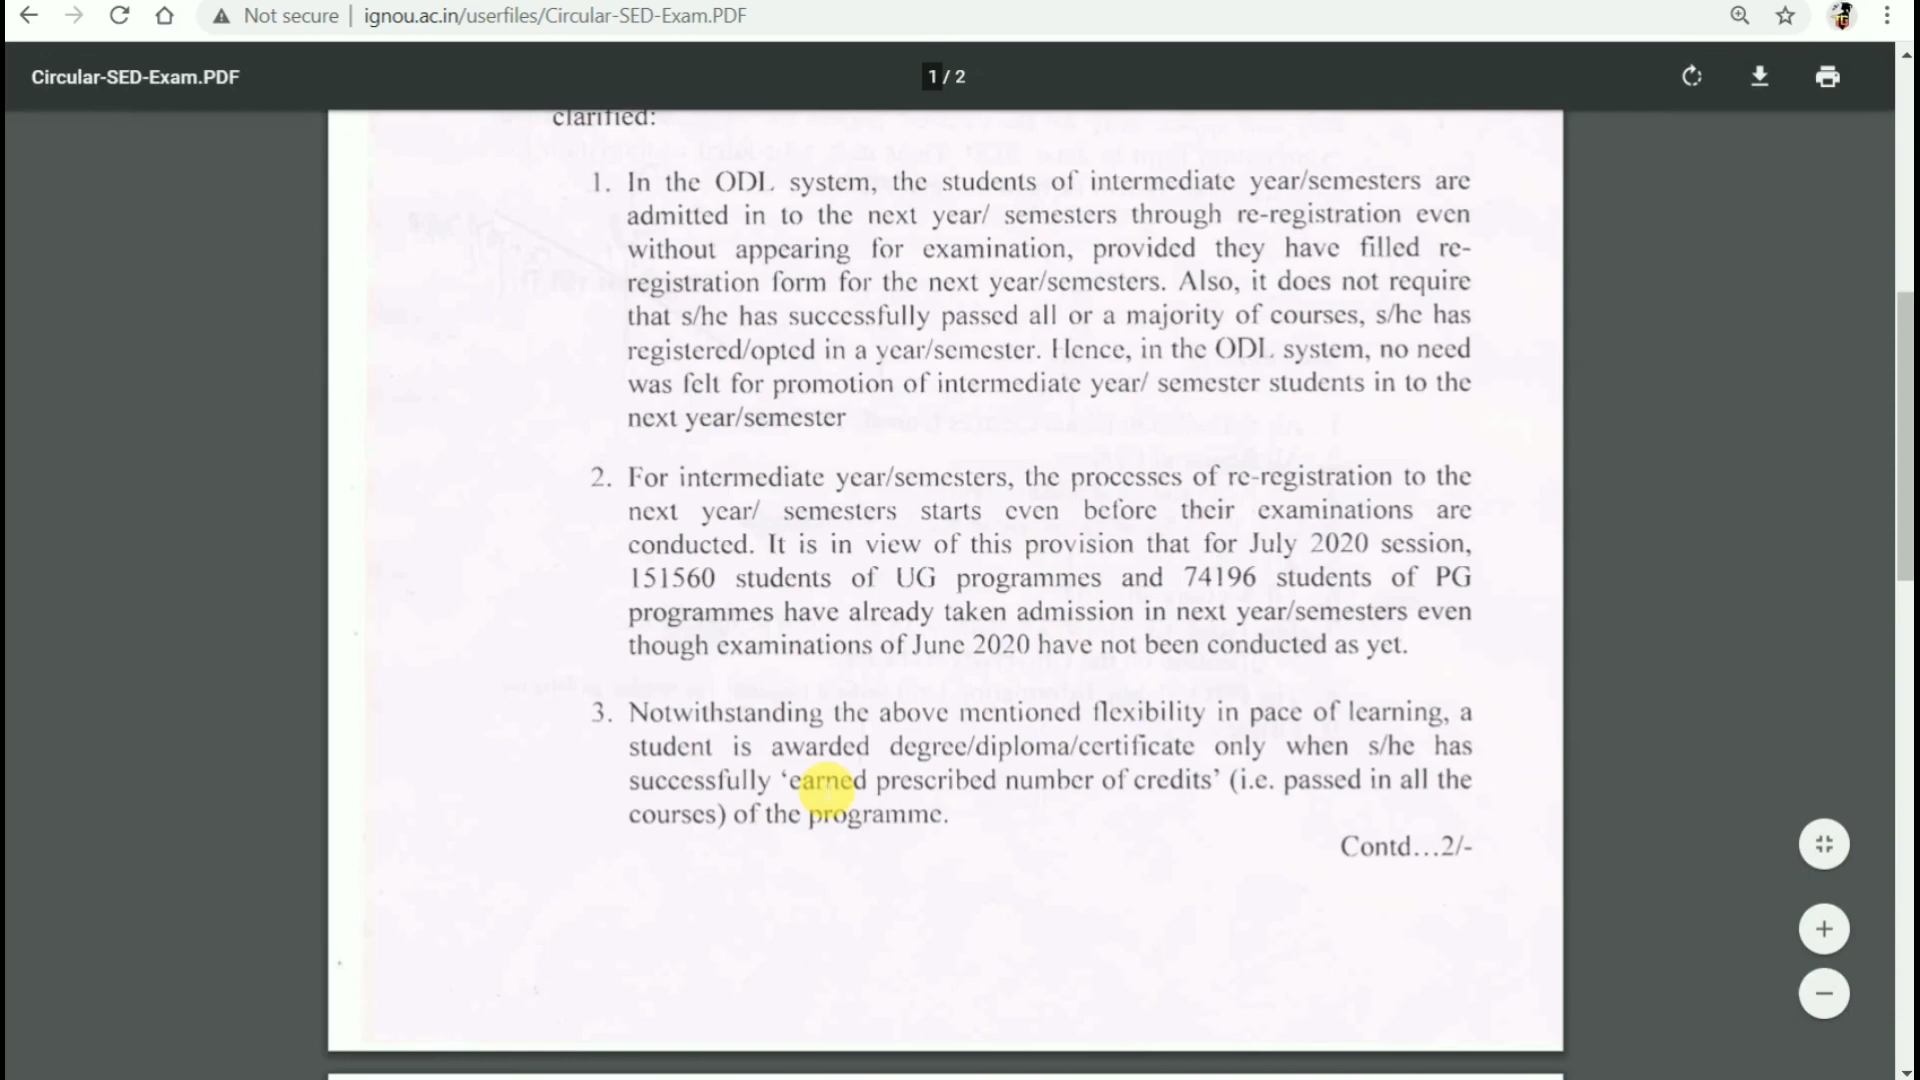 Not secure | ignou.ac.in/userfiles/Circular-SED-Exam.PDF
Circular-SED-Exam.PDF
1 / 2
clarified:
1. In the ODL system, the students of intermediate year/semesters are
admitted in to the next year/ semesters through re-registration even
without appearing for examination, provided they have filled re-
registration form for the next year/semesters. Also, it does not require
that s/he has successfully passed all or a majority of courses, s/he has
registered/opted in a year/semester. Hence, in the ODL system, no need
was felt for promotion of intermediate year/ semester students in to the
next year/semester
2. For intermediate year/semesters, the processes of re-registration to the
next year/ semesters starts even before their examinations are
conducted. It is in view of this provision that for July 2020 session,
151560 students of UG programmes and 74196 students of PG
programmes have already taken admission in next year/semesters even
though examinations of June 2020 have not been conducted as yet.
3. Notwithstanding the above mentioned flexibility in pace of learning, a
student is awarded degree/diploma/certificate only when s/he has
successfully ‘earned prescribed number of credits’ (i.e. passed in all the
courses) of the programme.
Contd...2/-